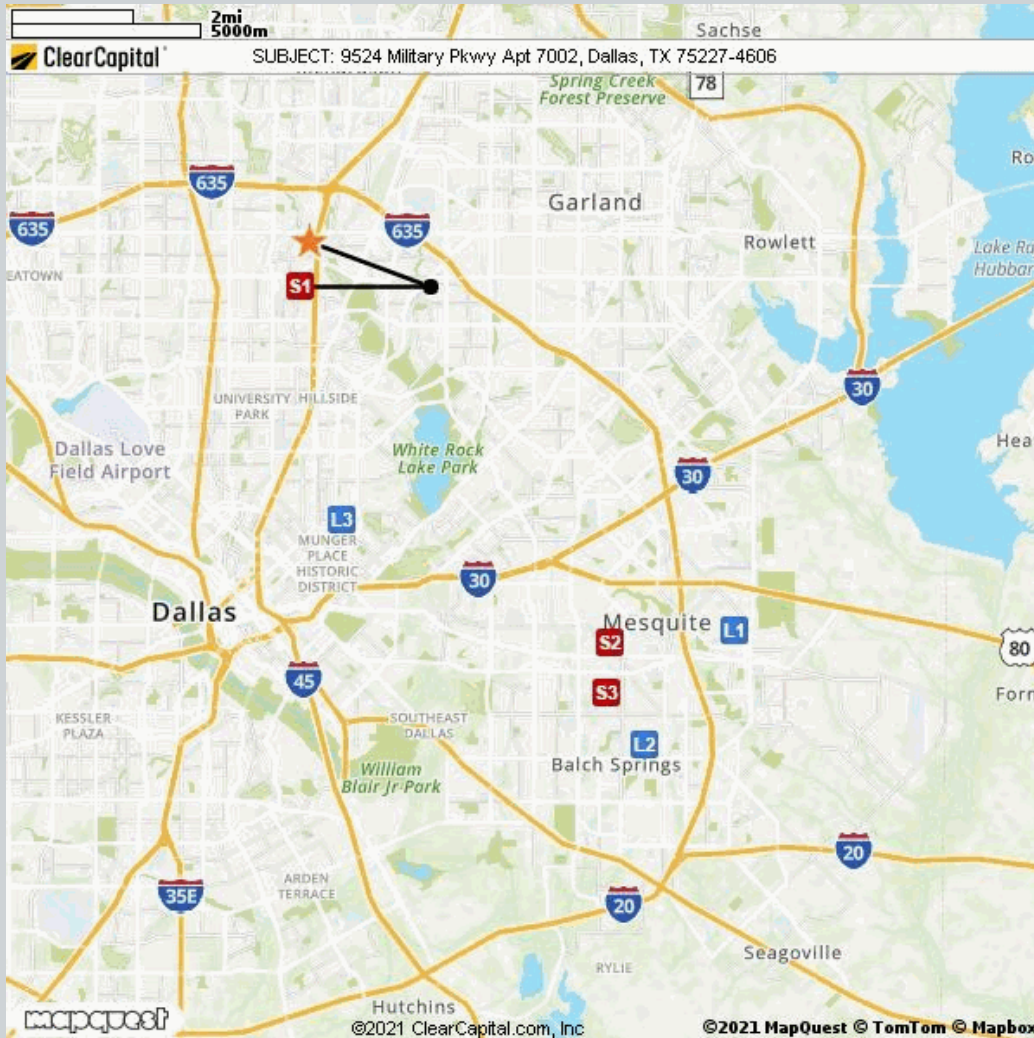 2mi
5000m
Sachse
ClearCapital
SUBJECT: 9524 Military Pkwy Apt 7002, Dallas, TX 75227-4606
Spring Creek
Forest Preserve
78
Ro
635
Garland
635
635
Rowlett
EATOWN
Lake Ra
Hubbar
S1
30
UNIVERSITY
PARK
HILLSIDE
Dallas Love
Field Airport
White Rock
Lake Park
Hea
30
L3
MUNGER
PLACE
HISTORIC
DISTRICT
30
Dallas
Mesquite
L1
S2
80
45
S3
Forr
KESSLER
PLAZA
SOUTHEAST
DALLAS
L2
Balch Springs
William
Blair Jr Park
20
ARDEN
TERRACE
35E
20
Seagoville
RYLIE
Hutchins
mapquest
©2021 ClearCapital.com, Inc
©2021 MapQuest © TomTom © Mapbox